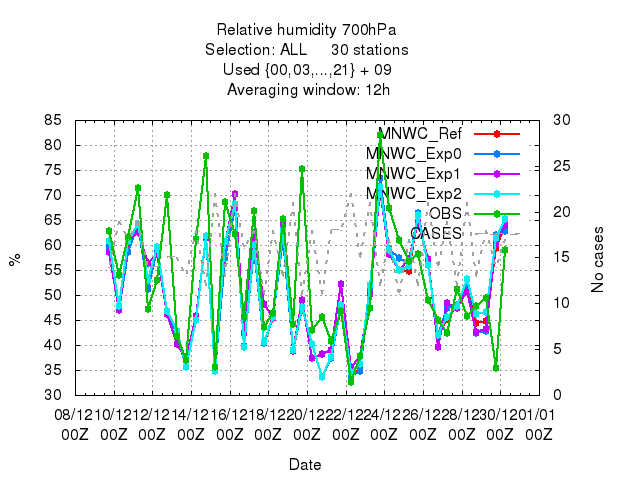 Relative humidity 700hPa
Selection: ALL 30 stations
Used {00,03,...,21} + 09
Averaging window: 12h
85 30
80 25
75
70 20
65
60 15
55
50 10
45
40 5
35
30 0
MNWC_Ref
MNWC_Exp0
MNWC_Exp1
MNWC_Exp2
OBS
CASES
%
No cases
08/12 10/12 12/12 14/12 16/12 18/12 20/12 22/12 24/12 26/12 28/12 30/12 01/01
00Z 00Z 00Z 00Z 00Z 00Z 00Z 00Z 00Z 00Z 00Z 00Z 00Z
Date